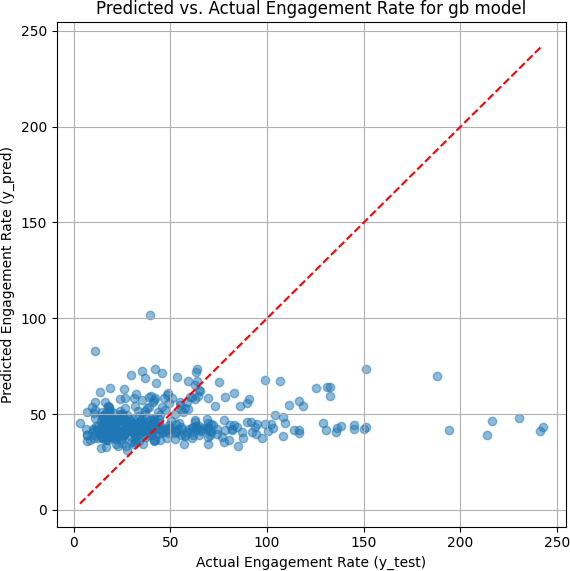 Predicted vs. Actual Engagement Rate for gb model
Predicted Engagement Rate (y_pred)
250
200
150
100
50
0
0 50 100 150 200 250
Actual Engagement Rate (y_test)